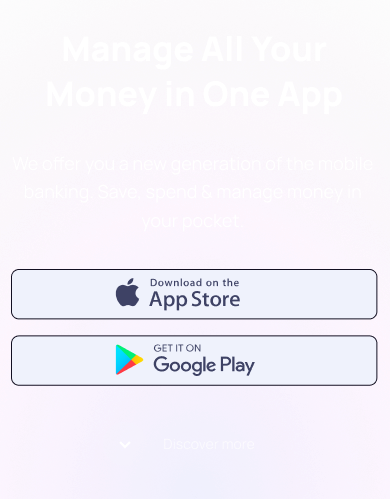 Manage All Your
Money in One App
We offer you a new generation of the mobile
banking. Save, spend & manage money in
your pocket
Download on the
App Store
GET IT ON
Google Play
Discover more